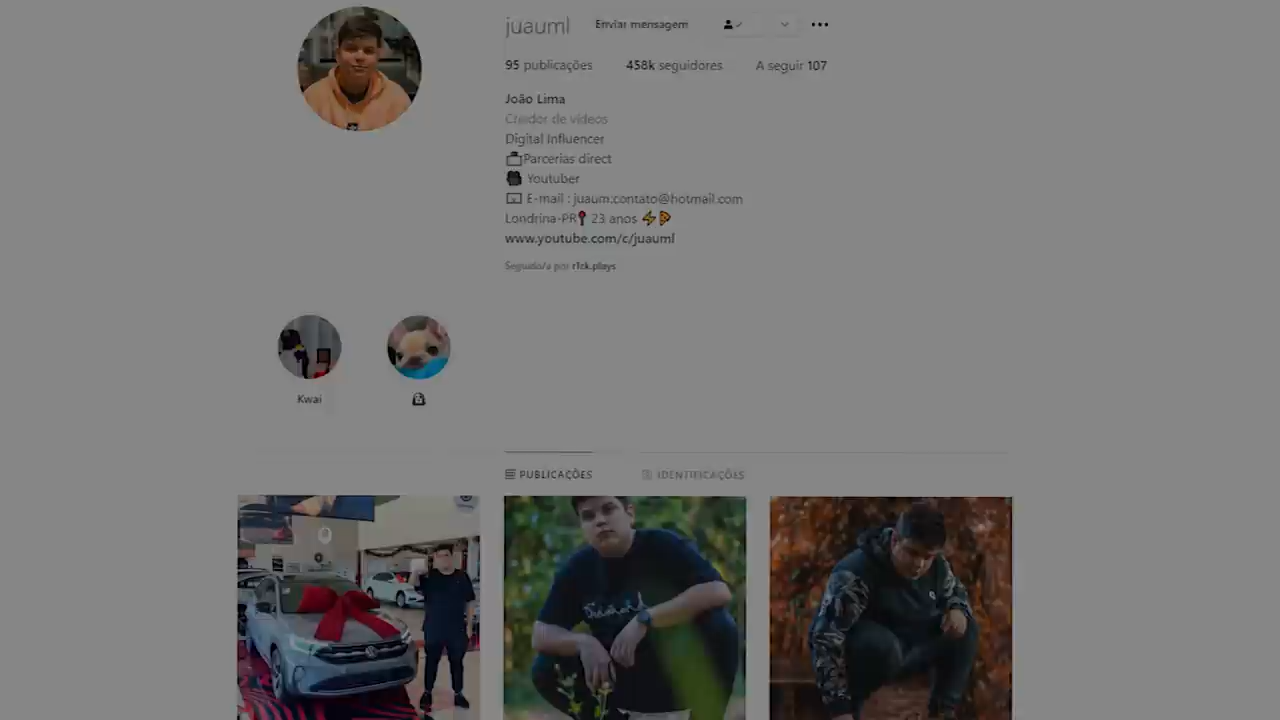 juauml Enviar mensagem
95 publicações 458k seguidores A seguir 107
João Lima
Criador de vídeos
Digital Influencer
Parcerias direct
Youtuber
E-mail : juaum.contato@hotmail.com
Londrina-PR 23 anos
www.youtube.com/c/juauml
Seguido/a por r1ck.plays
Kwai
PUBLICAÇÕES IDENTIFICAÇÕES